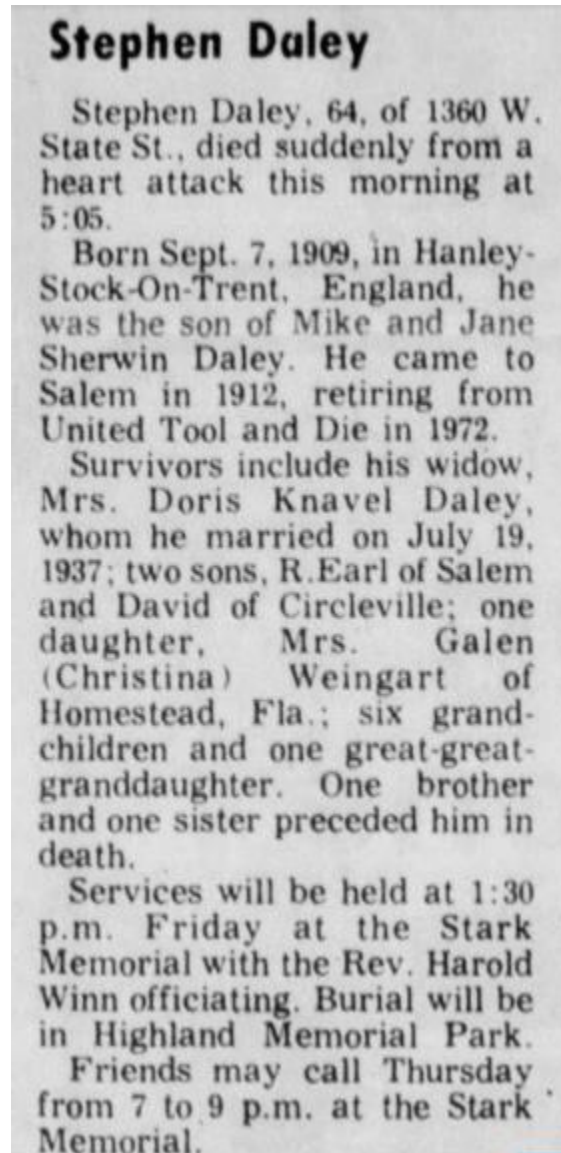 Stephen Daley
Stephen Daley, 64, of 1360 W.
State St., died suddenly from a
heart attack this morning at
5:05.
Born Sept. 7, 1909, in Hanley-
Stock-On-Trent, England, he
was the son of Mike and Jane
Sherwin Daley. He came to
Salem in 1912, retiring from
United Tool and Die in 1972.
Survivors include his widow,
Mrs. Doris Knavel Daley,
whom he married on July 19,
1937; two sons, R.Earl of Salem
and David of Circleville; one
daughter, Mrs. Galen
(Christina) Weingart of
Homestead, Fla.; six grand-
children and one great-great-
granddaughter. One brother
and one sister preceded him in
death.
Services will be held at 1:30
p.m. Friday at the Stark
Memorial with the Rev. Harold
Winn officiating. Burial will be
in Highland Memorial Park.
Friends may call Thursday
from 7 to 9 p.m. at the Stark
Memorial.